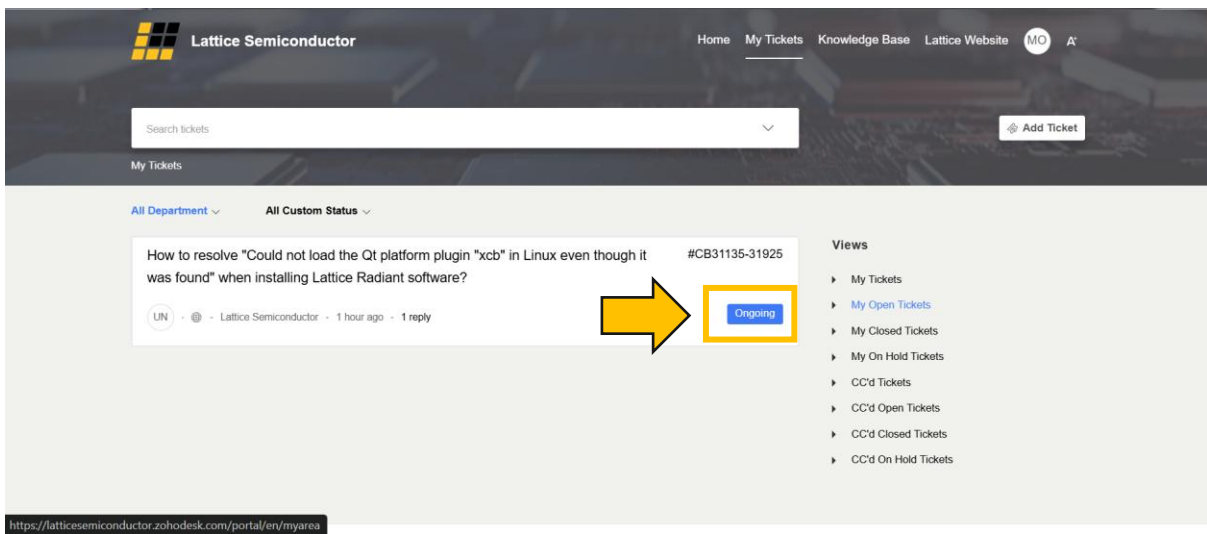 Lattice Semiconductor
Home My Tickets Knowledge Base Lattice Website MO A+
Search tickets
Add Ticket
My Tickets
All Department All Custom Status
How to resolve "Could not load the Qt platform plugin "xcb" in Linux even though it
was found" when installing Lattice Radiant software?
#CB31135-31925
UN - Lattice Semiconductor - 1 hour ago - 1 reply
Ongoing
Views
My Tickets
My Open Tickets
My Closed Tickets
My On Hold Tickets
CC'd Tickets
CC'd Open Tickets
CC'd Closed Tickets
CC'd On Hold Tickets
https://latticesemiconductor.zohodesk.com/portal/en/myarea